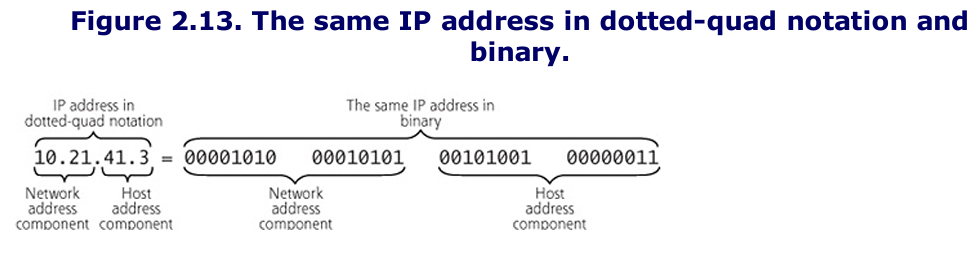 Figure 2.13. The same IP address in dotted-quad notation and
binary.
IP address in
dotted-quad notation
The same IP address in
binary
10.21.41.3 = 00001010 00010101 00101001 00000011
Network
address
component
Host
address
component
Network
address
component
Host
address
component